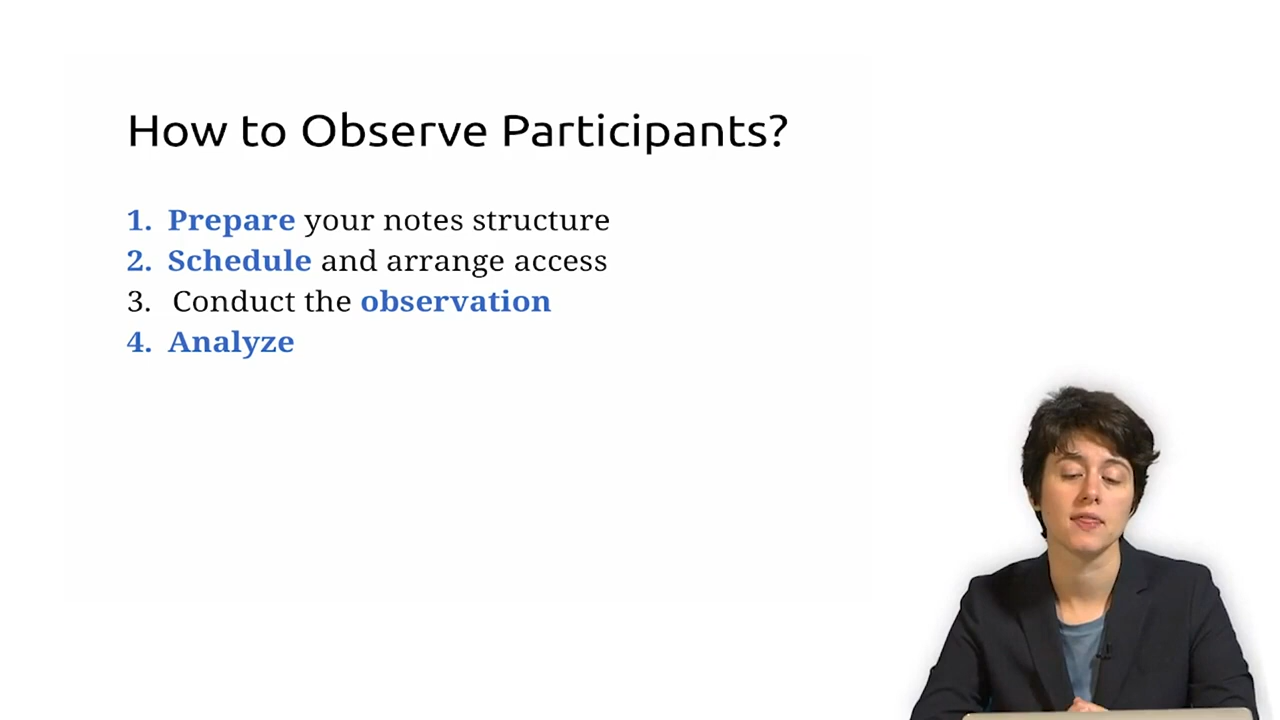 How to Observe Participants?
1. Prepare your notes structure
2. Schedule and arrange access
3. Conduct the observation
4. Analyze